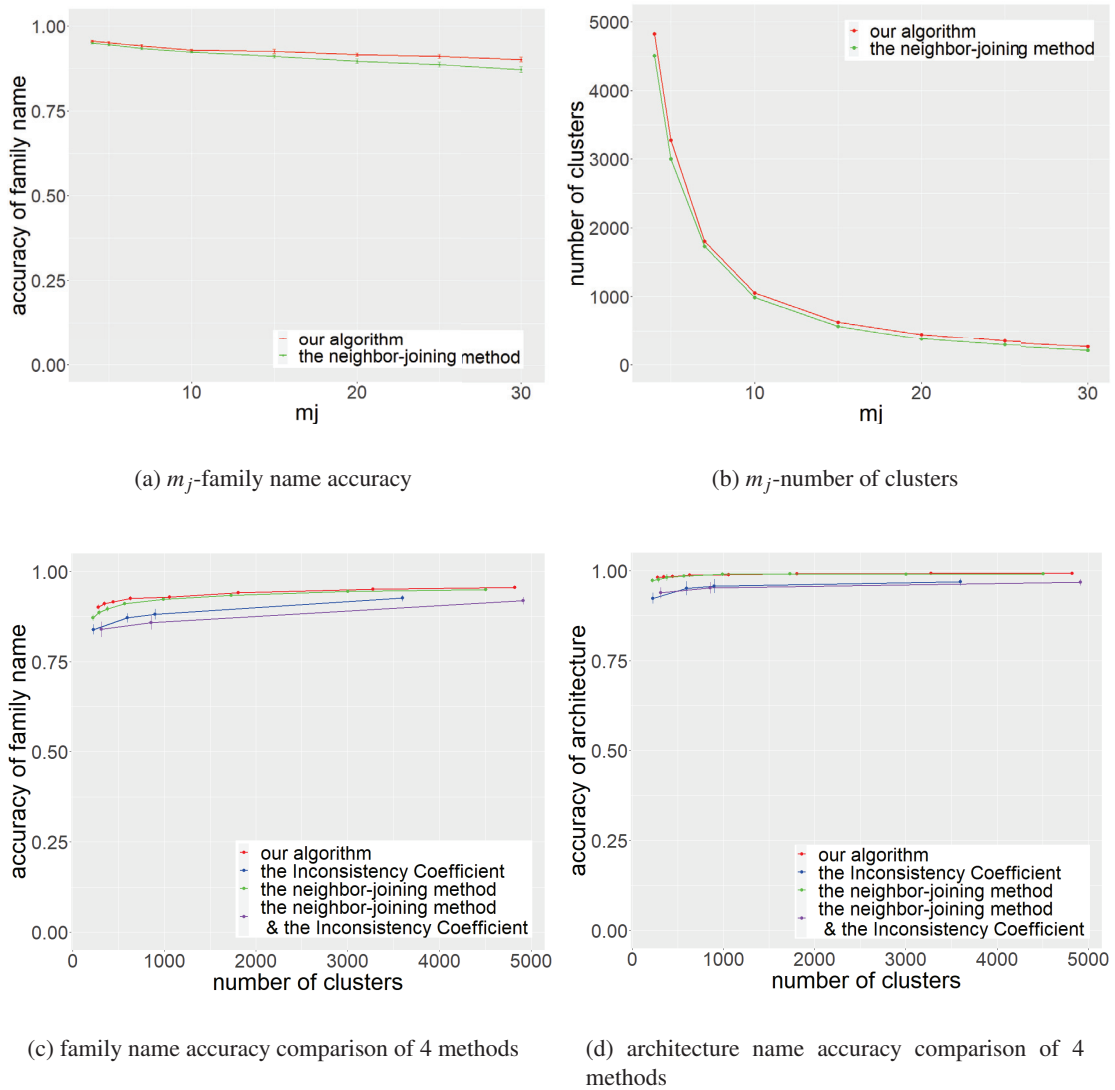 accuracy of family name
1.00
0.75
0.50
0.25
0.00
our algorithm
the neighbor-joining method
10
20
30
mj
(a) m_j-family name accuracy
number of clusters
5000
4000
3000
2000
1000
0
our algorithm
the neighbor-joining method
10
20
30
mj
(b) m_j-number of clusters
accuracy of family name
1.00
0.75
0.50
0.25
0.00
our algorithm
the Inconsistency Coefficient
the neighbor-joining method
the neighbor-joining method
& the Inconsistency Coefficient
0
1000
2000
3000
4000
5000
number of clusters
(c) family name accuracy comparison of 4 methods
accuracy of architecture
1.00
0.75
0.50
0.25
0.00
our algorithm
the Inconsistency Coefficient
the neighbor-joining method
the neighbor-joining method
& the Inconsistency Coefficient
0
1000
2000
3000
4000
5000
number of clusters
(d) architecture name accuracy comparison of 4
methods